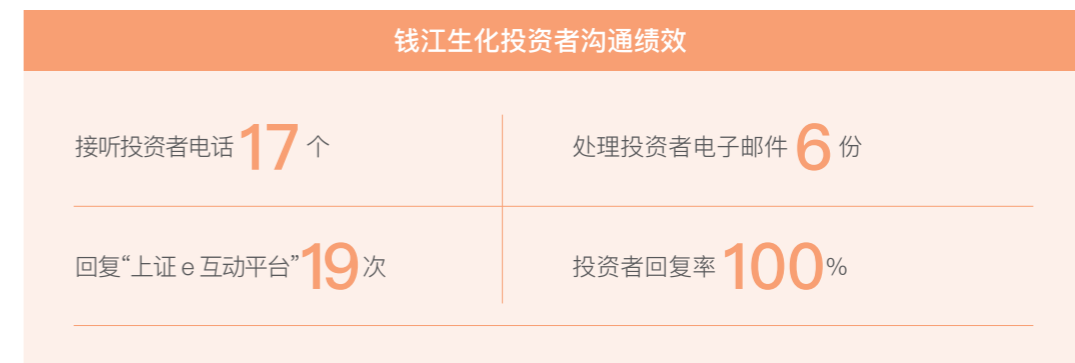 钱江生化投资者沟通绩效
接听投资者电话 17 个
处理投资者电子邮件 6 份
回复“上证 e 互动平台”19 次
投资者回复率 100%